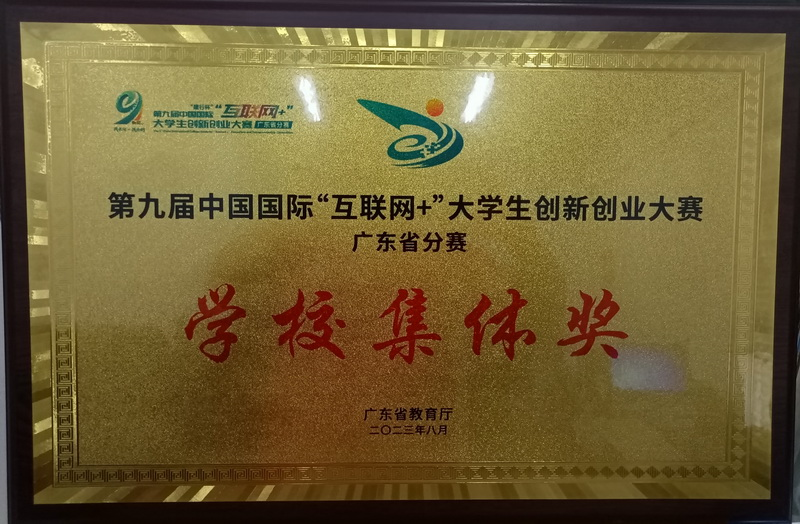 "建行杯"
第九届中国国际"互联网+"
大学生创新创业大赛 广东省分赛
第九届中国国际“互联网+”大学生创新创业大赛
广东省分赛
学校集体奖
广东省教育厅
二〇二三年八月